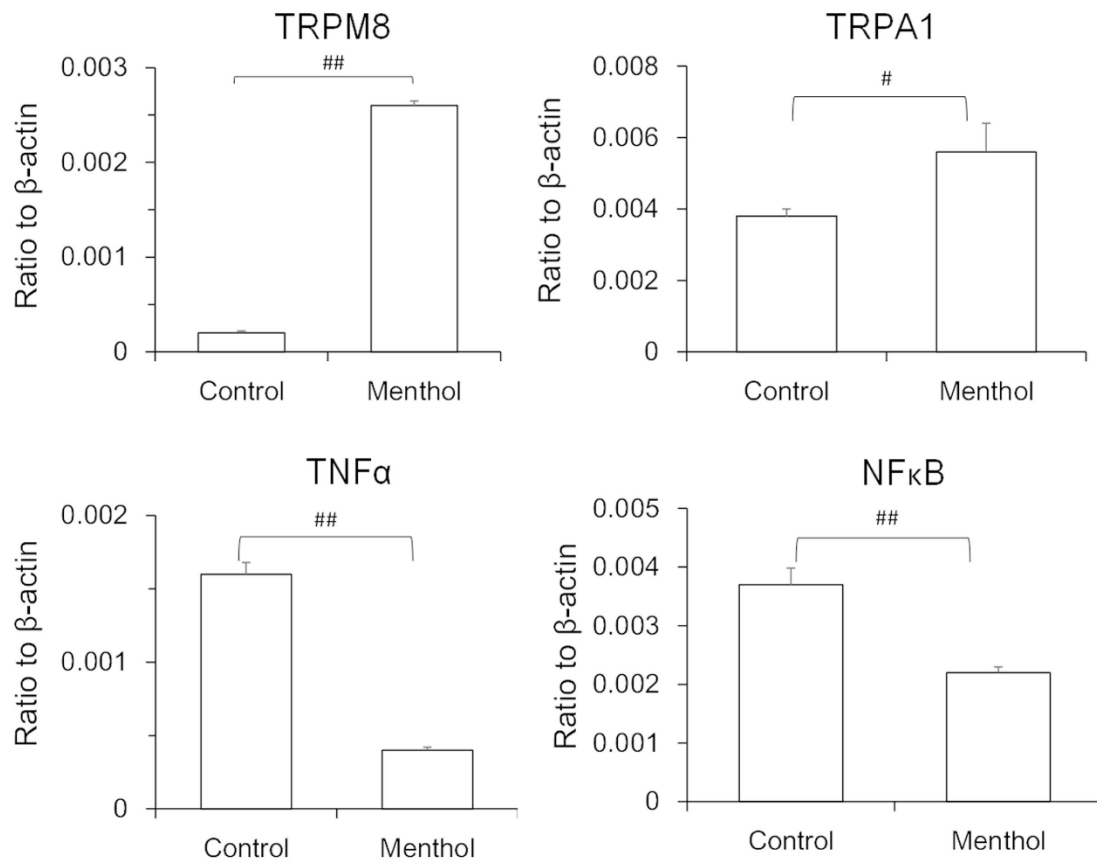 TRPM8
##
0.003
0.002
0.001
0
Ratio to β-actin
Control Menthol
TRPA1
#
0.008
0.006
0.004
0.002
0
Ratio to β-actin
Control Menthol
TNFα
##
0.002
0.001
0
Ratio to β-actin
Control Menthol
NFκB
##
0.005
0.004
0.003
0.002
0.001
0
Ratio to β-actin
Control Menthol